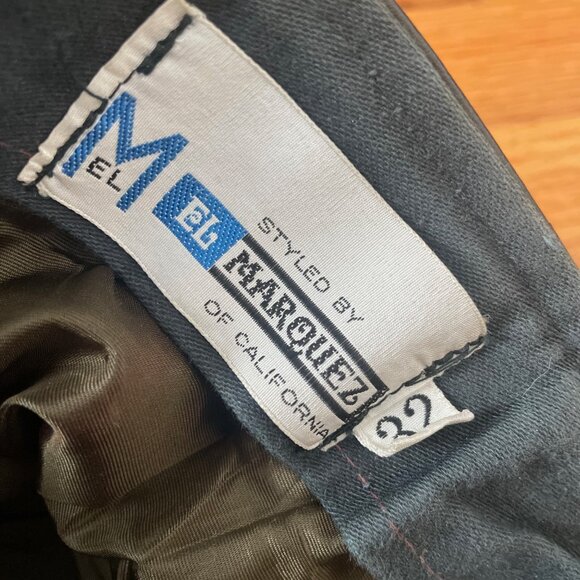 M
EL
STYLED BY
EL MARQUEZ
OF CALIFORNIA
32